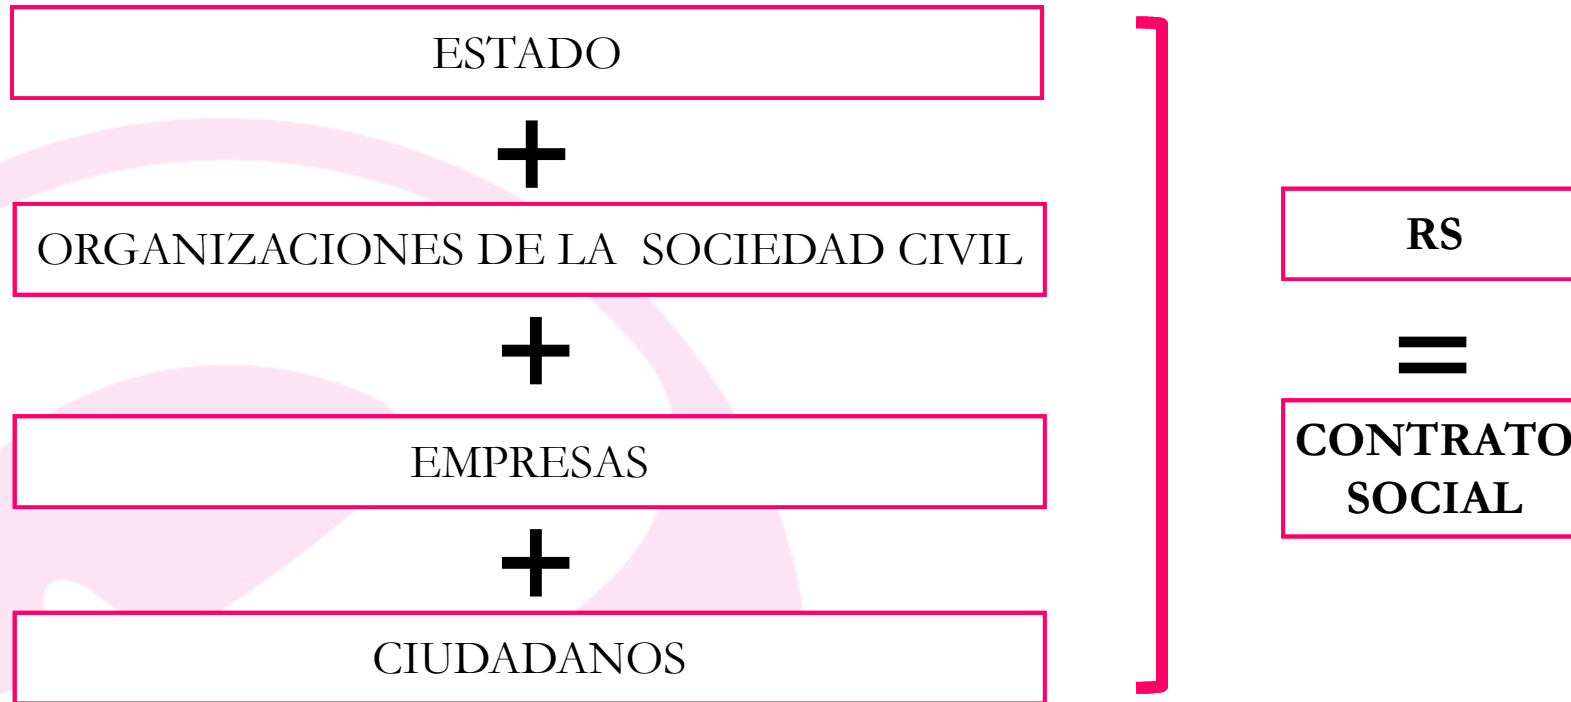 ESTADO
+
ORGANIZACIONES DE LA SOCIEDAD CIVIL
+
EMPRESAS
+
CIUDADANOS
RS
=
CONTRATO
SOCIAL